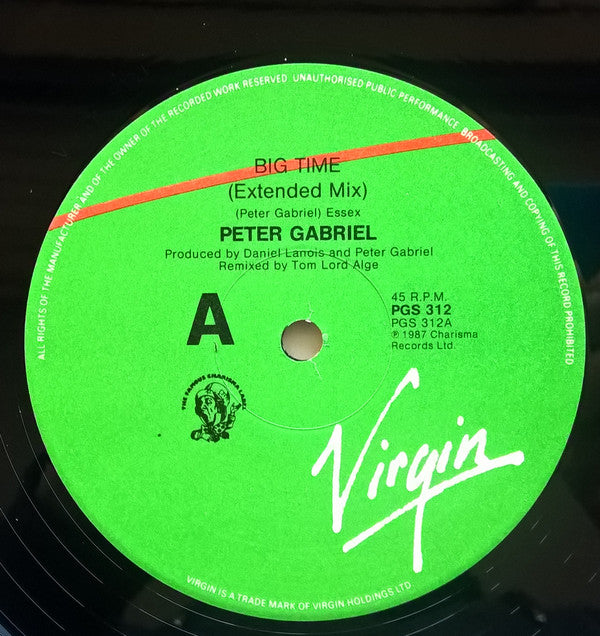 ALL RIGHTS OF THE MANUFACTURER AND OF THE OWNER OF THE RECORDED WORK RESERVED. UNAUTHORISED PUBLIC PERFORMANCE, BROADCASTING AND COPYING OF THIS RECORD PROHIBITED
BIG TIME
(Extended Mix)
(Peter Gabriel) Essex
PETER GABRIEL
Produced by Daniel Lanois and Peter Gabriel
Remixed by Tom Lord Alge
A
45 R.P.M.
PGS 312
PGS 312A
℗ 1987 Charisma
Records Ltd.
THE FAMOUS CHARISMA LABEL
Virgin
VIRGIN IS A TRADE MARK OF VIRGIN HOLDINGS LTD.